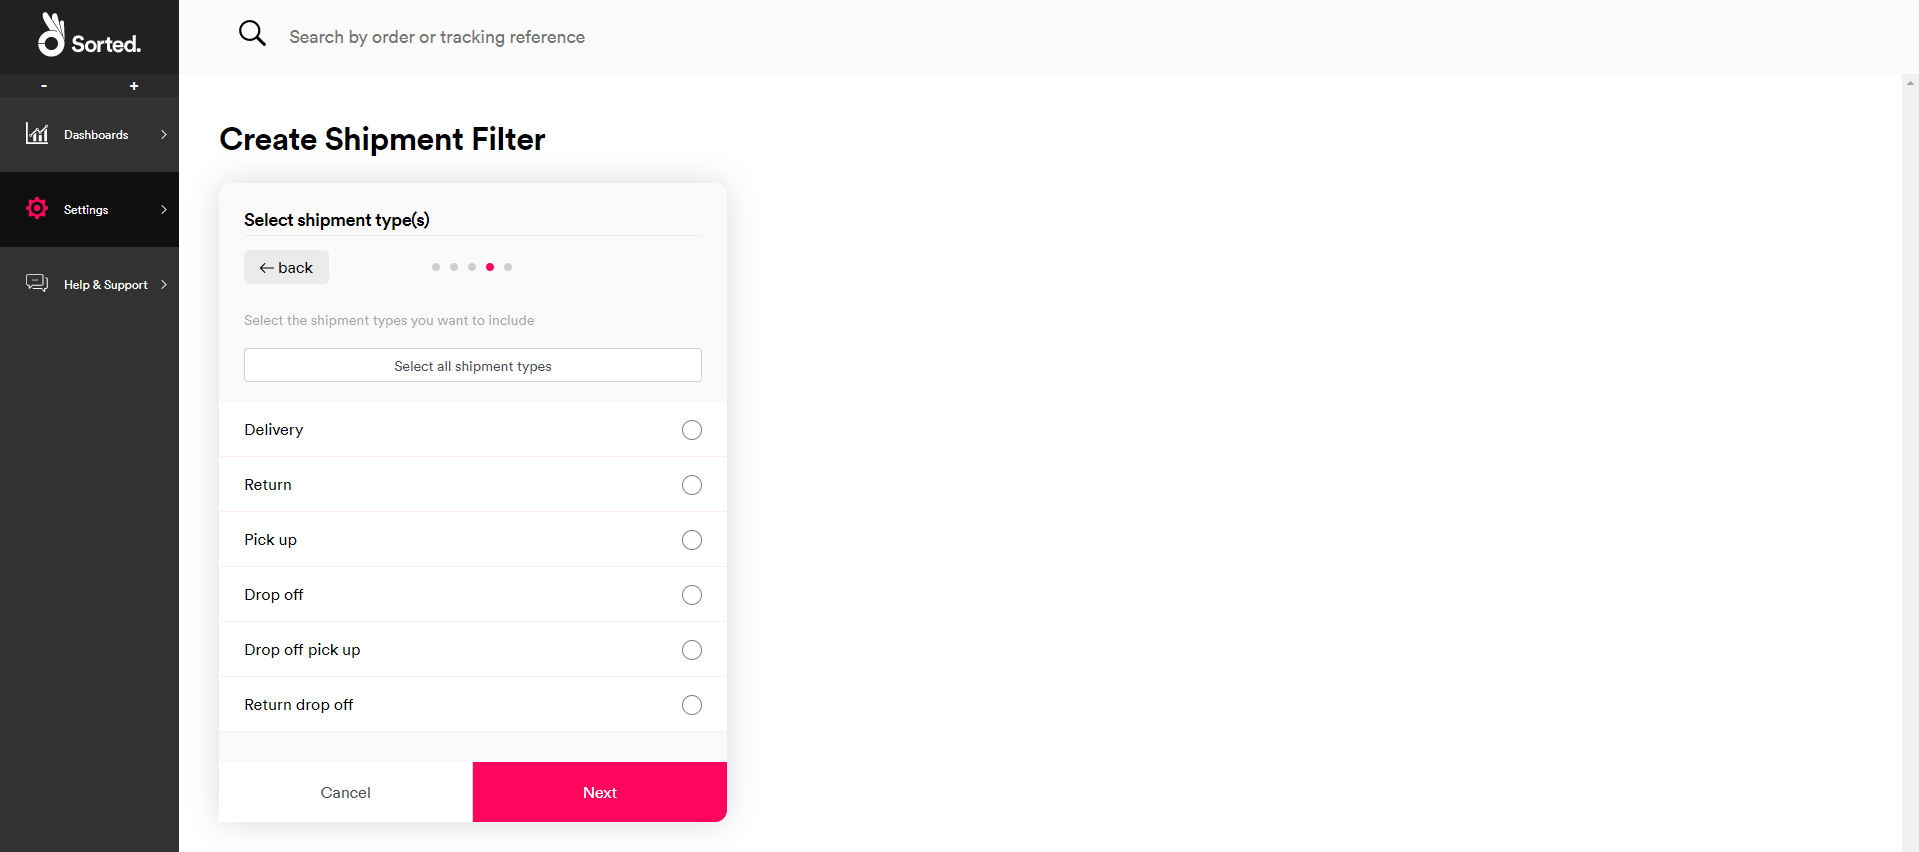 Sorted.
Search by order or tracking reference
- +
Dashboards
Settings
Help & Support
Create Shipment Filter
Select shipment type(s)
← back
Select the shipment types you want to include
Select all shipment types
Delivery
Return
Pick up
Drop off
Drop off pick up
Return drop off
Cancel
Next